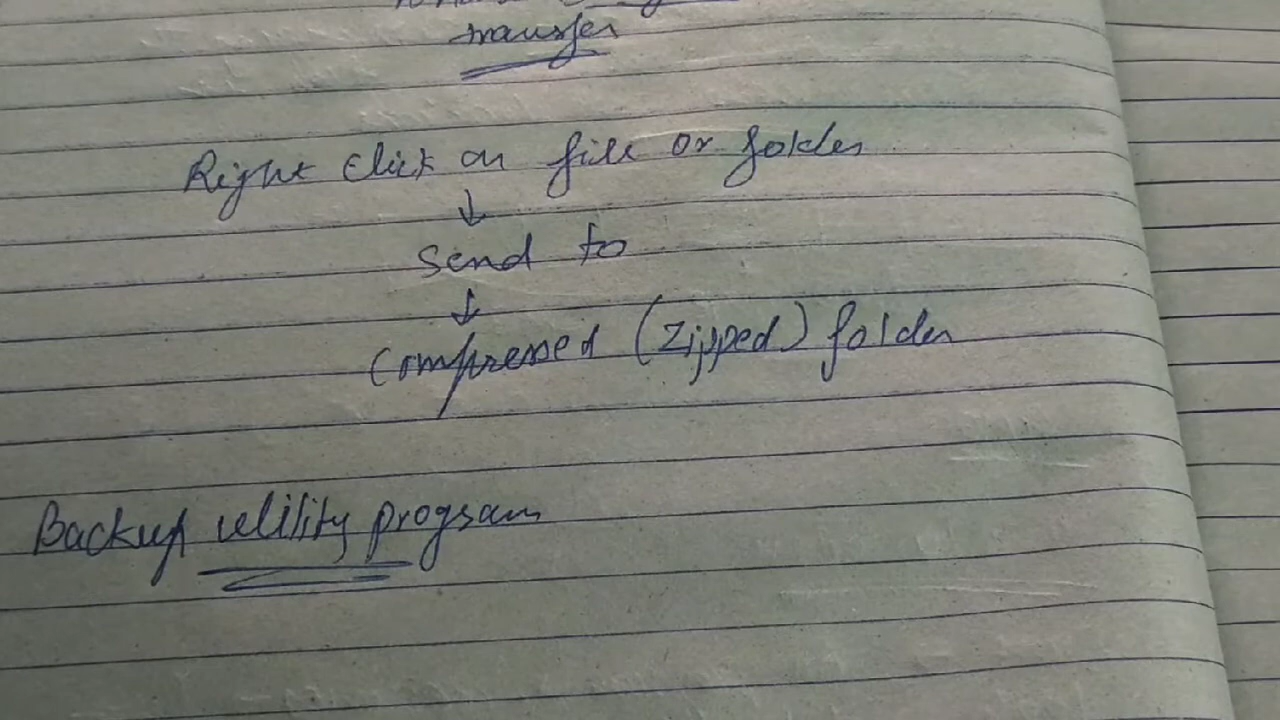 transfer
Right click on file or folder
↓
Send to
↓
Compressed (Zipped) folder
Backup utility program